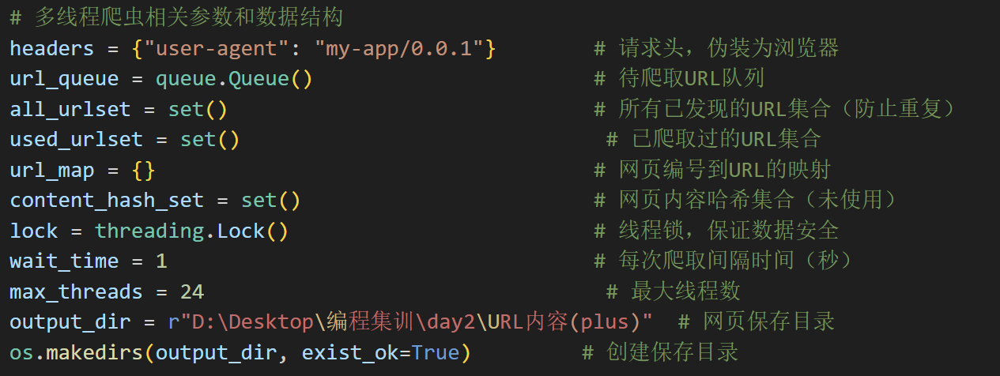 # 多线程爬虫相关参数和数据结构
headers = {"user-agent": "my-app/0.0.1"}        # 请求头，伪装为浏览器
url_queue = queue.Queue()                       # 待爬取URL队列
all_urlset = set()                              # 所有已发现的URL集合（防止重复）
used_urlset = set()                              # 已爬取过的URL集合
url_map = {}                                    # 网页编号到URL的映射
content_hash_set = set()                        # 网页内容哈希集合（未使用）
lock = threading.Lock()                         # 线程锁，保证数据安全
wait_time = 1                                   # 每次爬取间隔时间（秒）
max_threads = 24                                 # 最大线程数
output_dir = r"D:\Desktop\编程集训\day2\URL内容(plus)"  # 网页保存目录
os.makedirs(output_dir, exist_ok=True)         # 创建保存目录